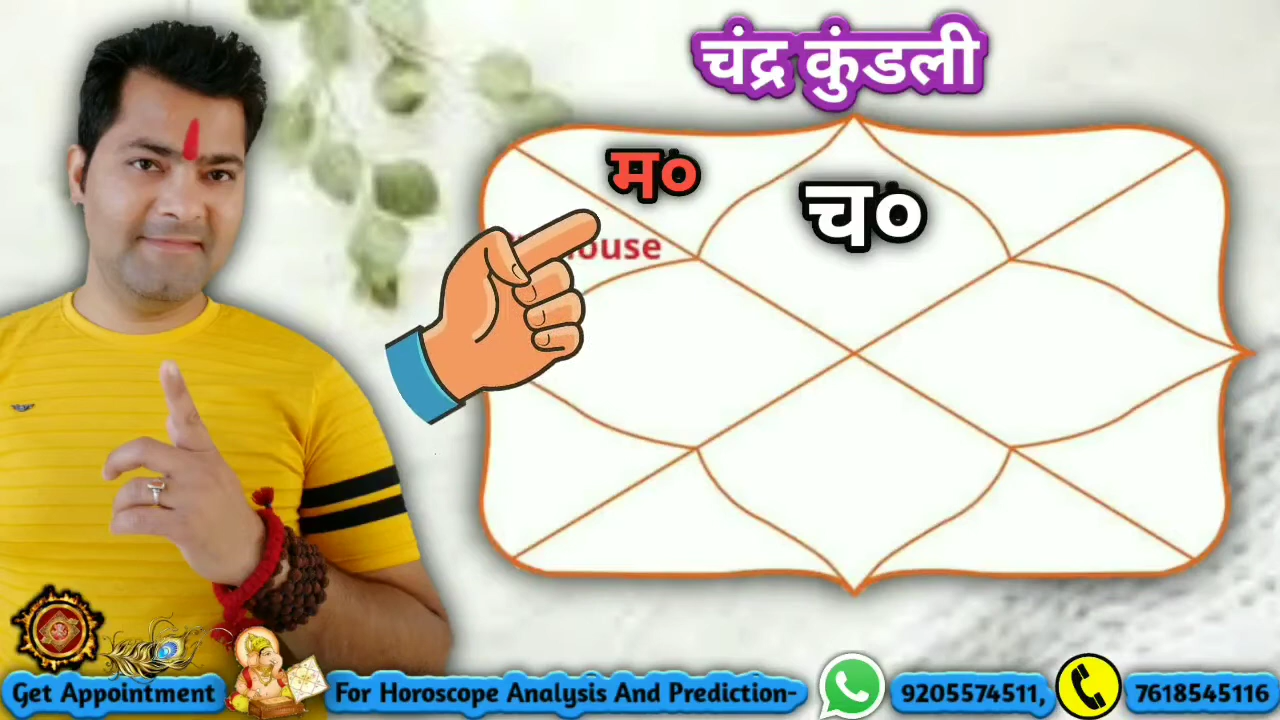 चंद्र कुंडली
म०
च०
Get Appointment
For Horoscope Analysis And Prediction-
9205574511,
7618545116